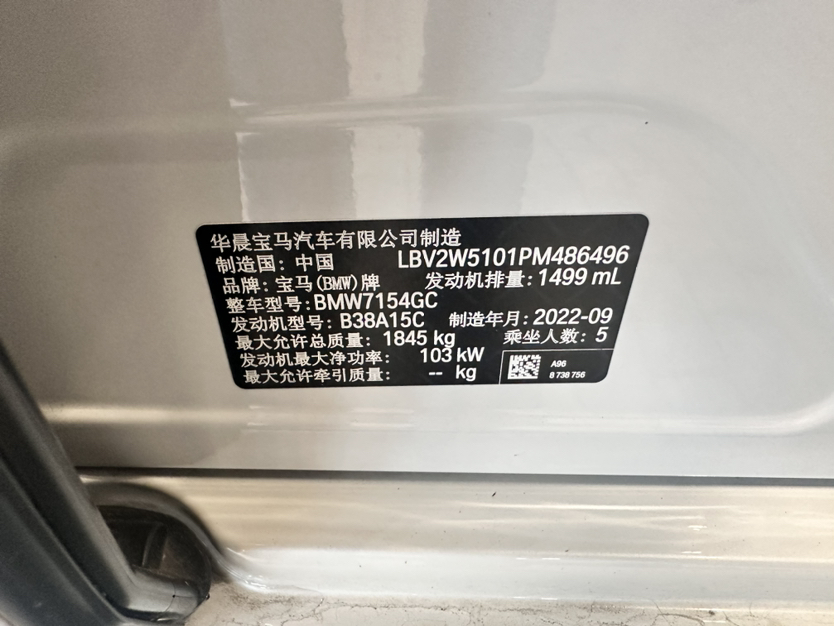 华晨宝马汽车有限公司制造
制造国：中国 LBV2W5101PM486496
品牌：宝马(BMW)牌 发动机排量：1499 mL
整车型号：BMW7154GC
发动机型号：B38A15C 制造年月：2022-09
最大允许总质量：1845 kg 乘坐人数：5
发动机最大净功率： 103 kW
最大允许牵引质量： -- kg
A96
8 738 756